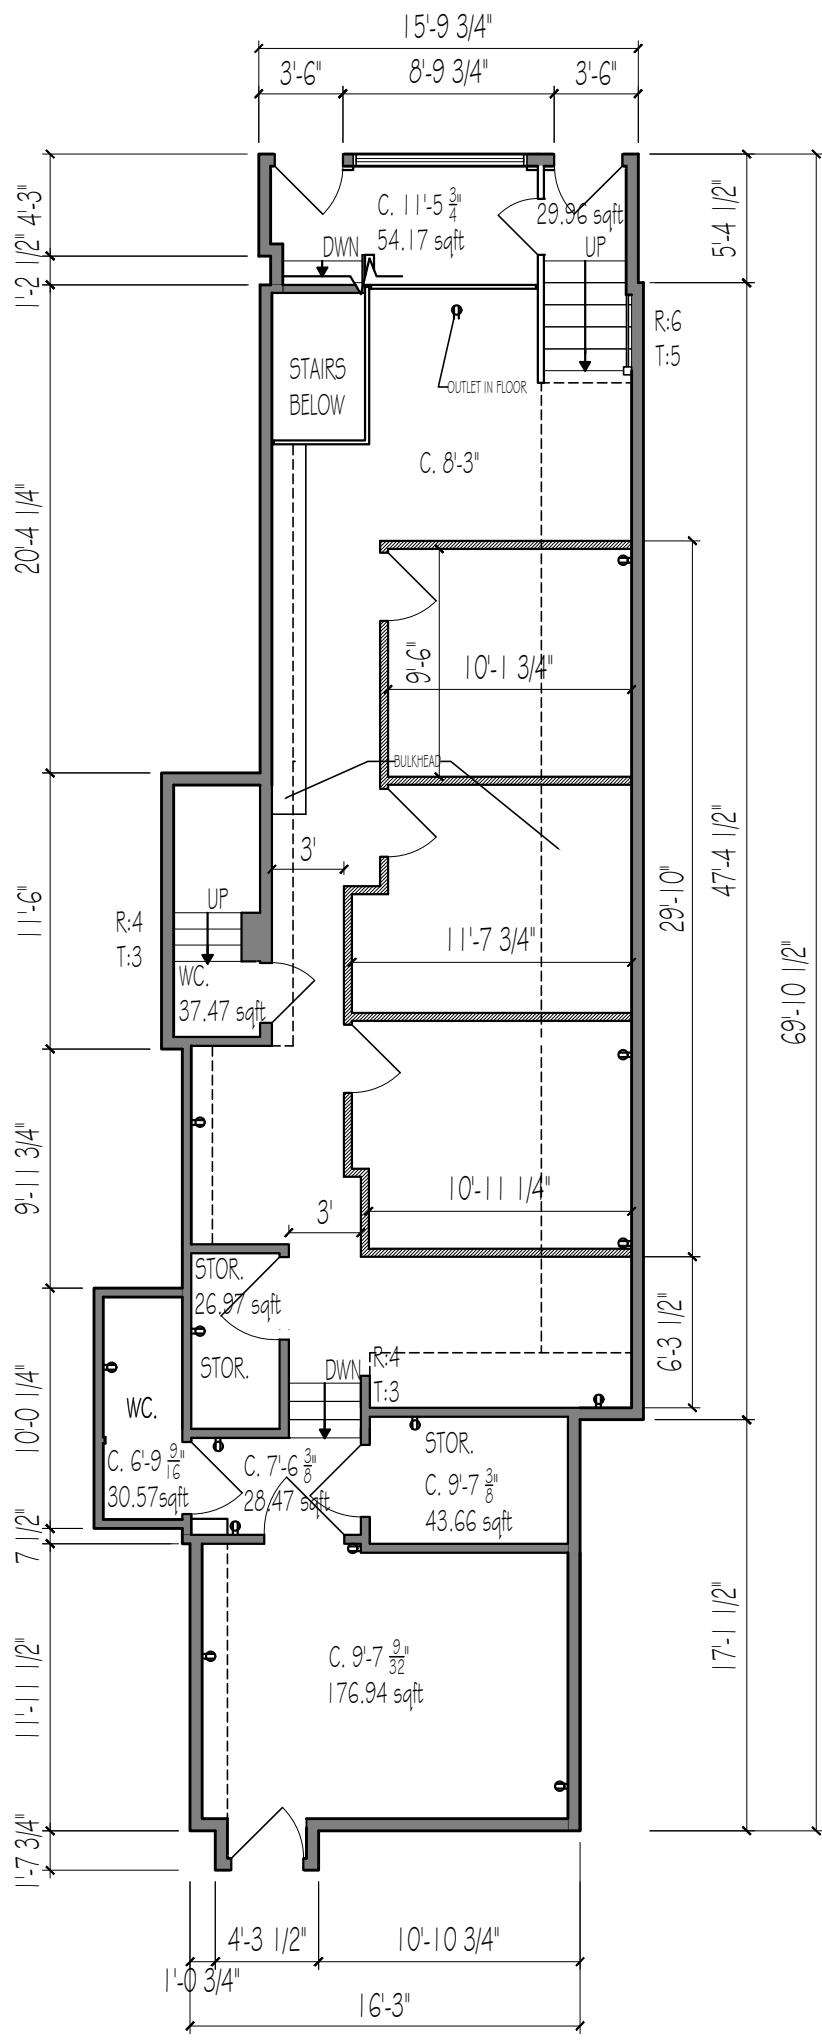 15'-9 3/4"
3'-6" 8'-9 3/4" 3'-6"
4'-3"
1'-2 1/2"
20'-4 1/4"
11'-6"
9'-11 3/4"
10'-0 1/4"
7 1/2"
11'-11 1/2"
1'-7 3/4"
C. 11'-5 3/4"
54.17 sqft
29.96 sqft
DWN
UP
5'-4 1/2"
R:6
T:5
STAIRS
BELOW
OUTLET IN FLOOR
C. 8'-3"
9'-6"
10'-1 3/4"
BULKHEAD
3'
UP
R:4
T:3
WC.
37.47 sqft
11'-7 3/4"
29'-10"
47'-4 1/2"
69'-10 1/2"
10'-11 1/4"
3'
STOR.
26.97 sqft
STOR.
DWN
R:4
T:3
6'-3 1/2"
WC.
C. 6'-9 9/16"
30.57sqft
C. 7'-6 3/8"
28.47 sqft
STOR.
C. 9'-7 3/8"
43.66 sqft
C. 9'-7 9/32"
176.94 sqft
17'-1 1/2"
4'-3 1/2" 10'-10 3/4"
1'-0 3/4"
16'-3"